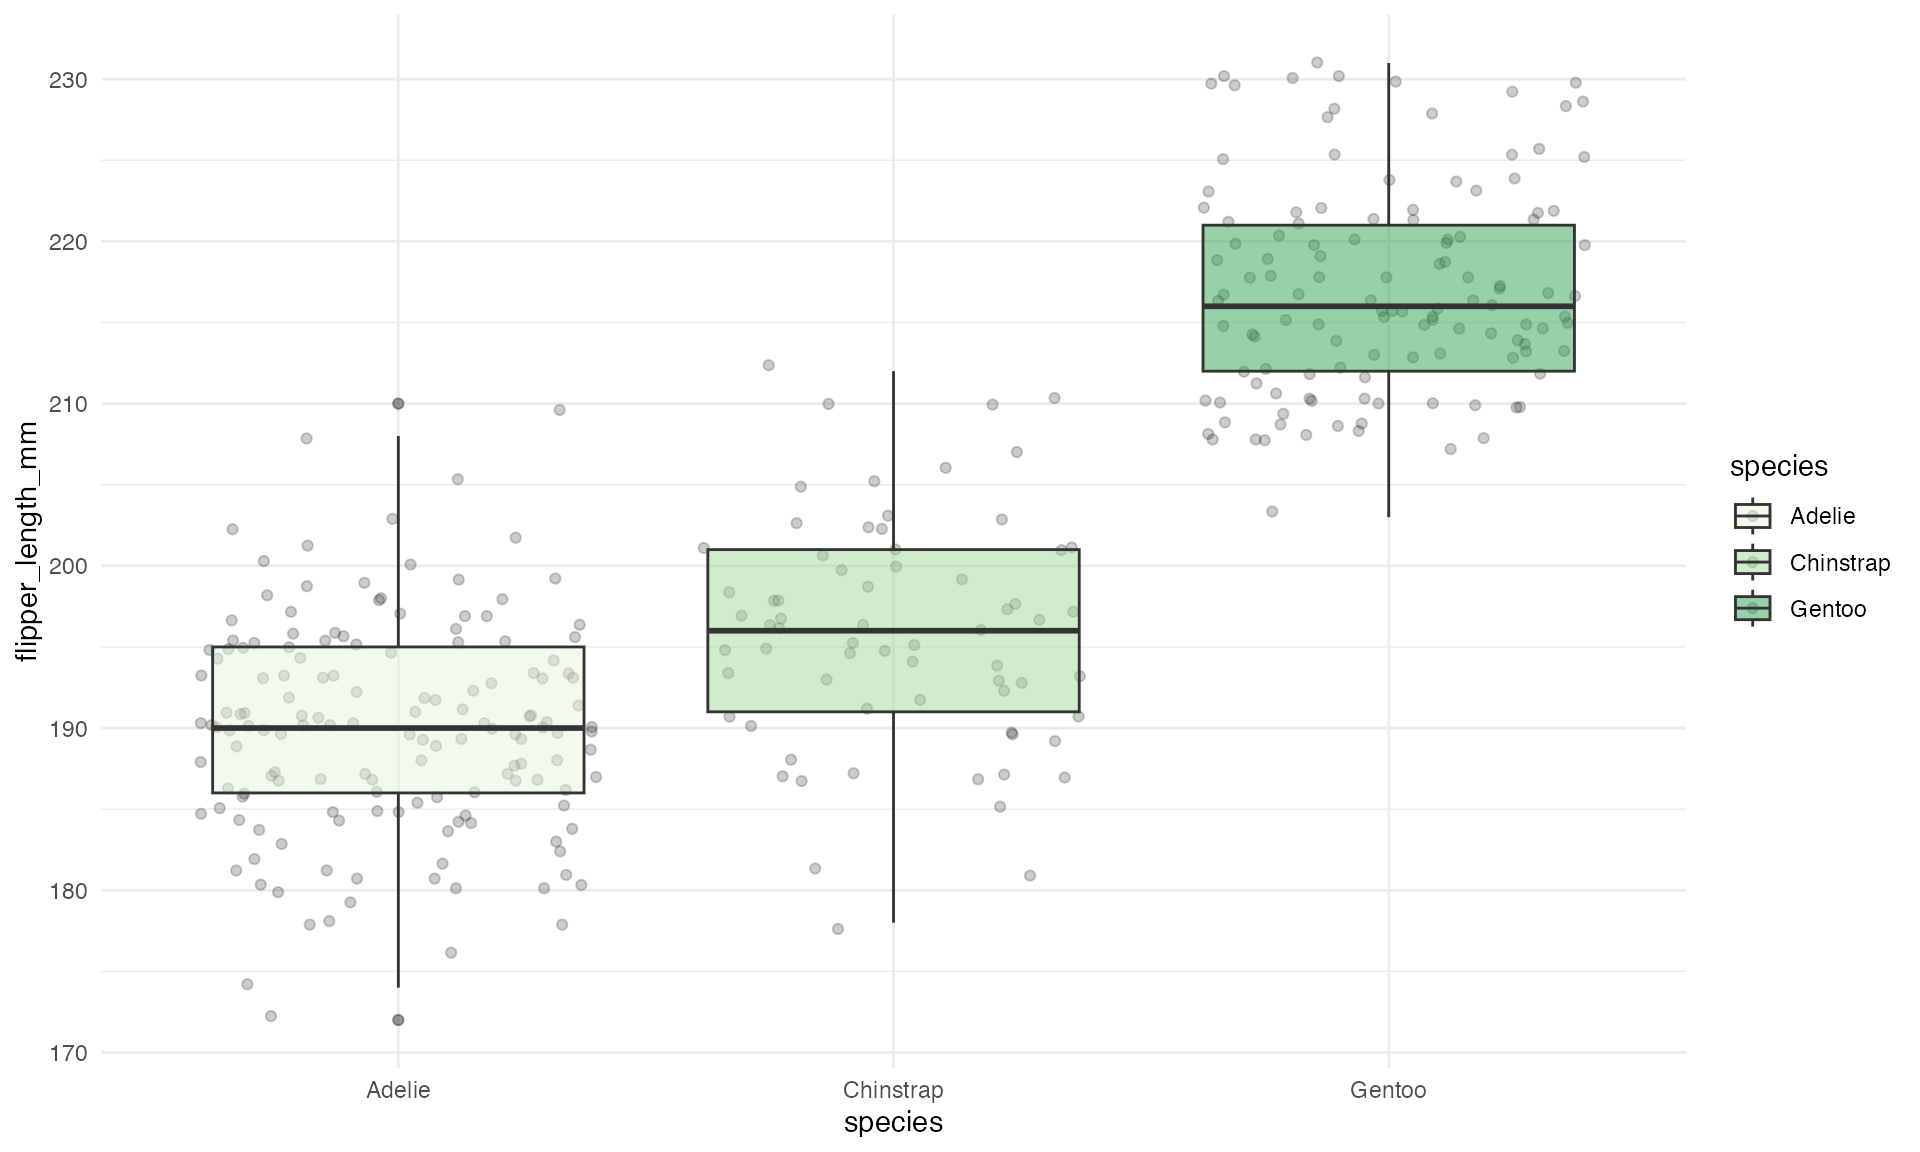 flipper_length_mm
230
220
210
200
190
180
170
Adelie
Chinstrap
Gentoo
species
species
Adelie
Chinstrap
Gentoo